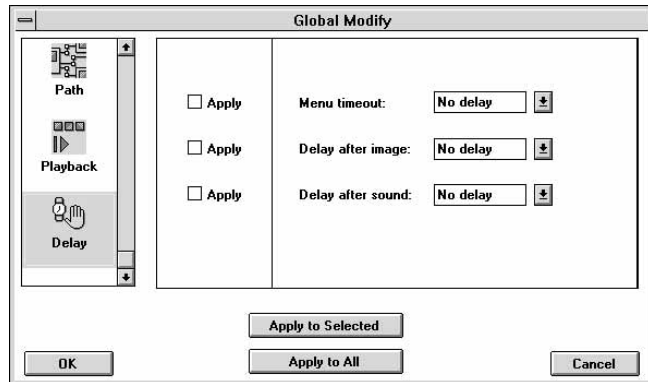 Global Modify
Path
Playback
Delay
Apply Menu timeout: No delay
Apply Delay after image: No delay
Apply Delay after sound: No delay
Apply to Selected
OK Apply to All Cancel